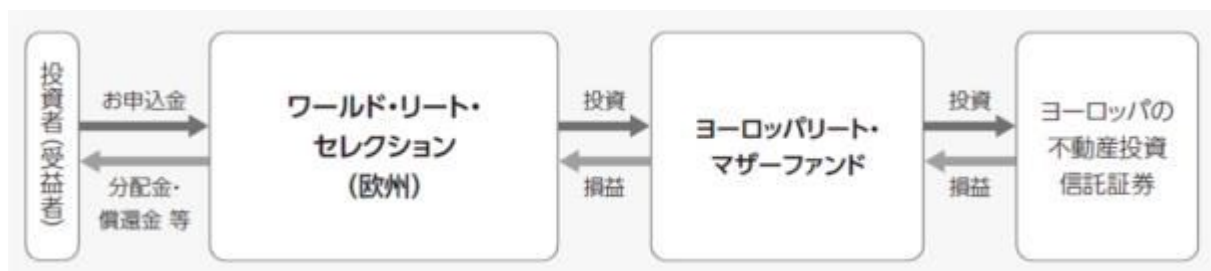 投資者（受益者）
お申込金
分配金・
償還金 等
ワールド・リート・
セレクション
（欧州）
投資
損益
ヨーロッパリート・
マザーファンド
投資
損益
ヨーロッパの
不動産投資
信託証券